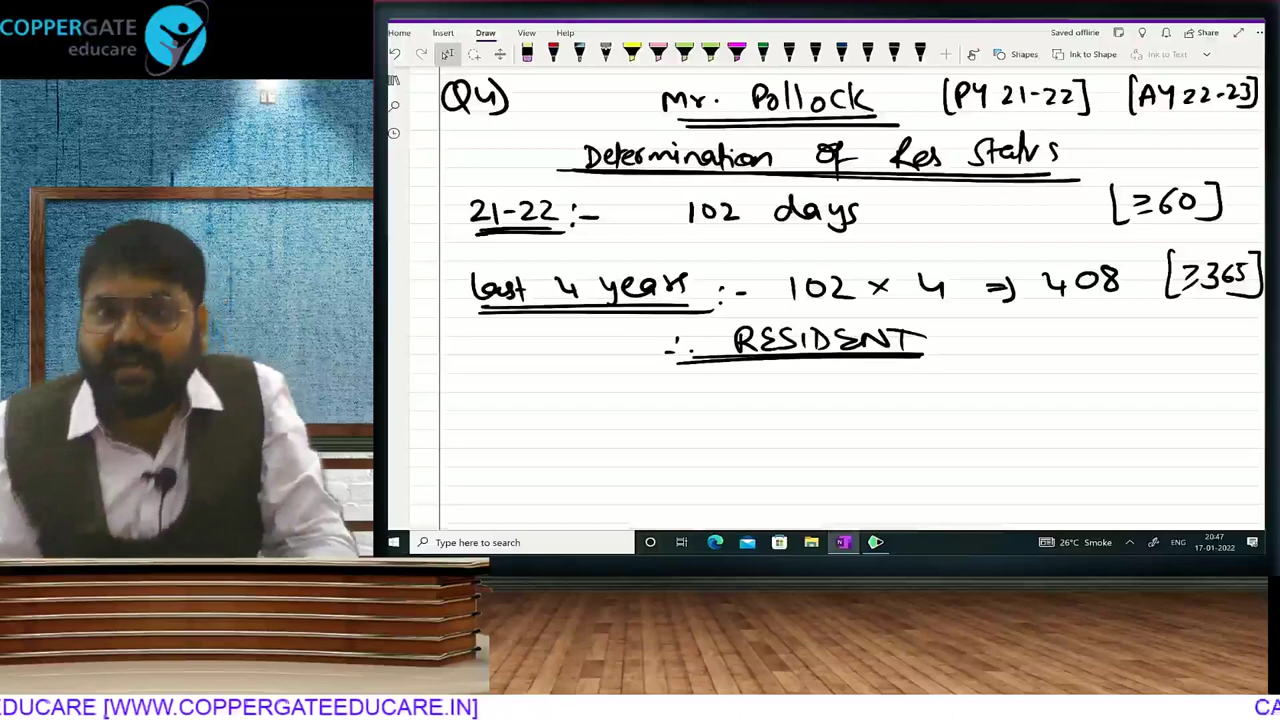 COPPERGATE
educare
Home Insert Draw View Help
Saved offline
Share
Shapes
Ink to Shape
Ink to Text
Q4) Mr. Pollock [PY 21-22] [AY 22-23]
Determination of Res Status
21-22 :- 102 days [≥60]
last 4 years :- 102 × 4 ⇒ 408 [≥365]
∴ RESIDENT
Type here to search
26°C Smoke
ENG
20:47
17-01-2022
EDUCARE [WWW.COPPERGATEEDUCARE.IN]
CA